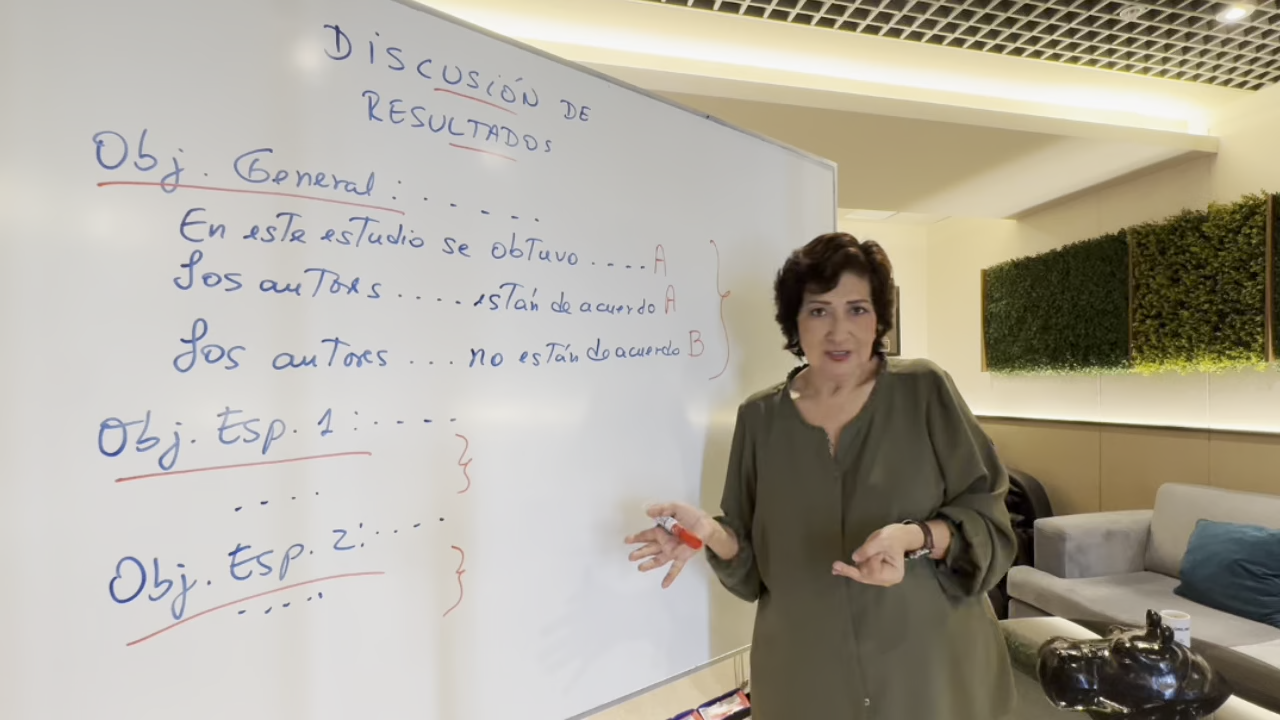 DISCUSIÓN DE
RESULTADOS
Obj. General : . . - - - ..
En este estudio se obtuvo .... A
Los autores .... están de acuerdo A
Los autores ... no están de acuerdo B
Obj. Esp. 1 : . - - -
. - - .
Obj. Esp. 2 : . - - - .
. - . - .